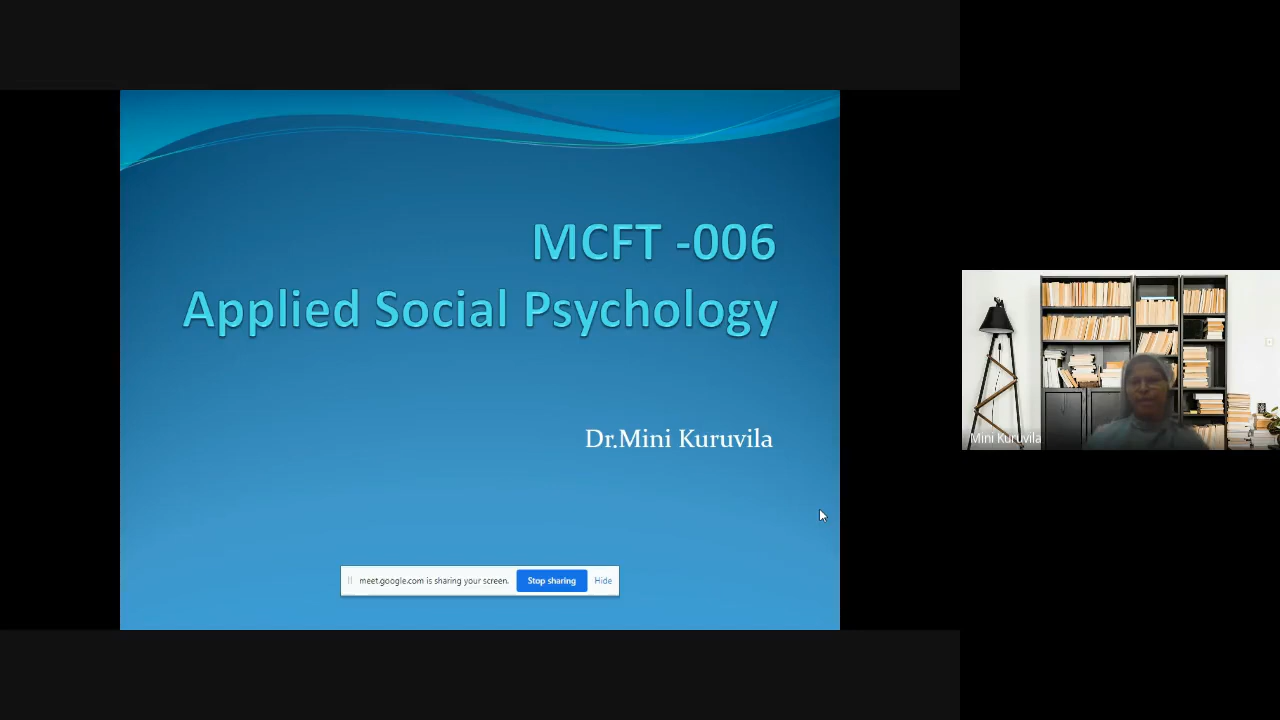 MCFT -006
Applied Social Psychology
Dr.Mini Kuruvila
meet.google.com is sharing your screen.
Stop sharing
Hide
Mini Kuruvila